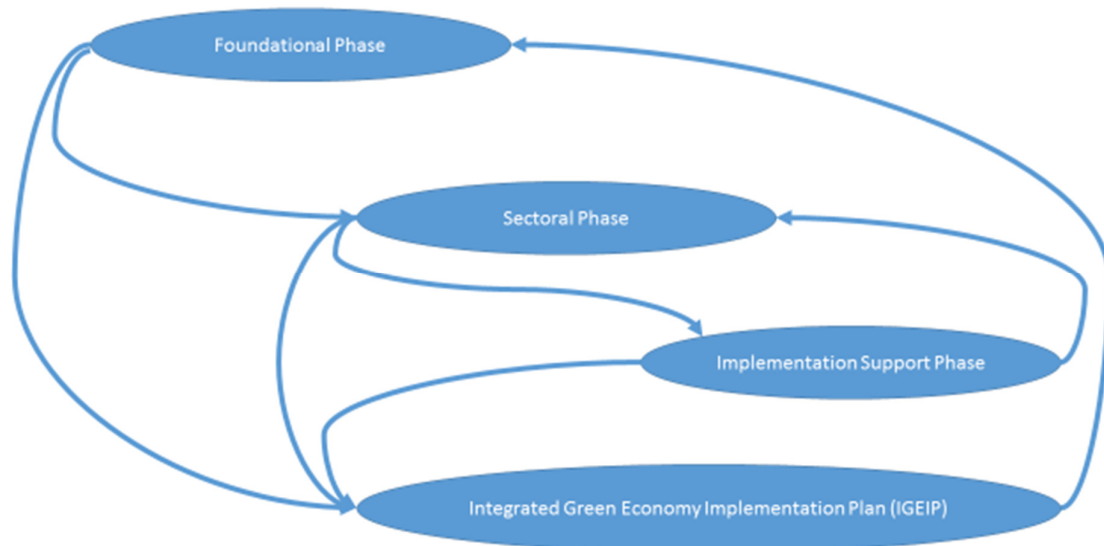 Foundational Phase
Sectoral Phase
Implementation Support Phase
Integrated Green Economy Implementation Plan (IGEIP)